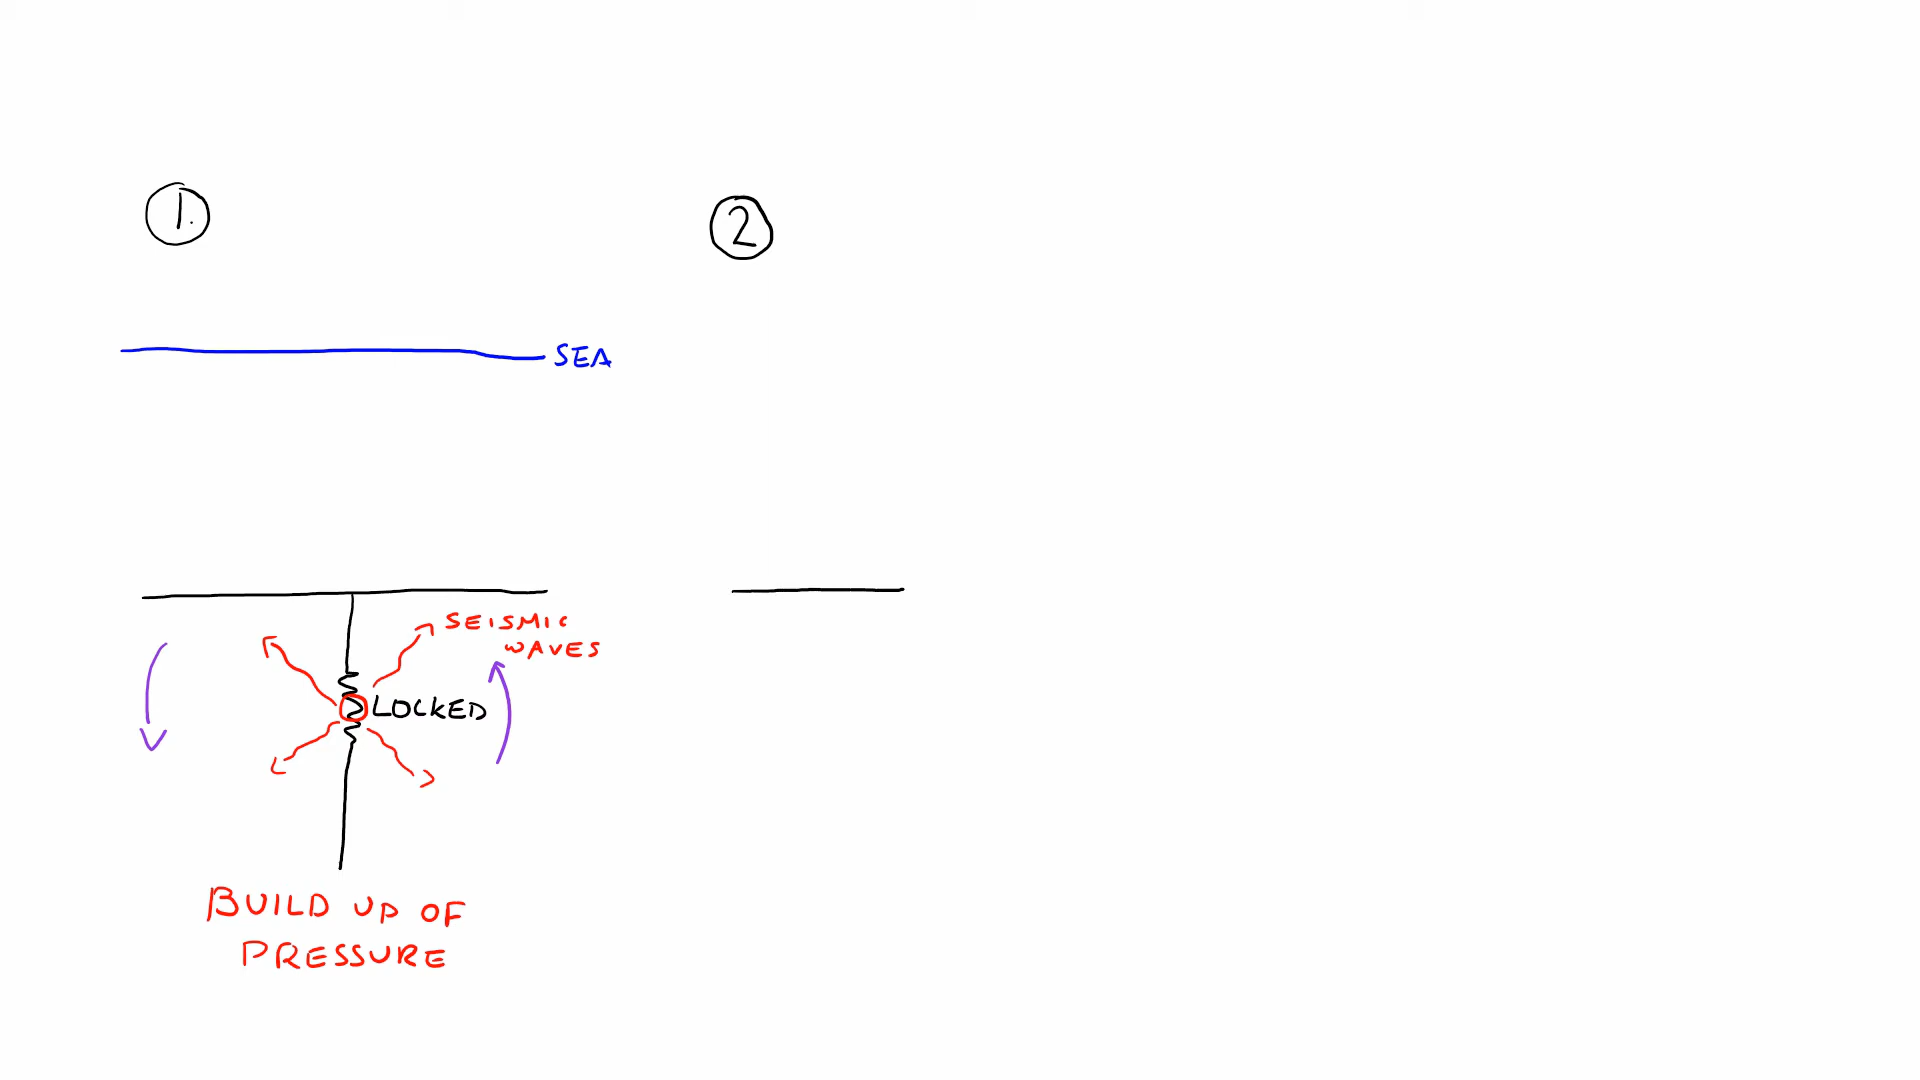 1.
2
SEA
SEISMIC
WAVES
LOCKED
BUILD UP OF
PRESSURE